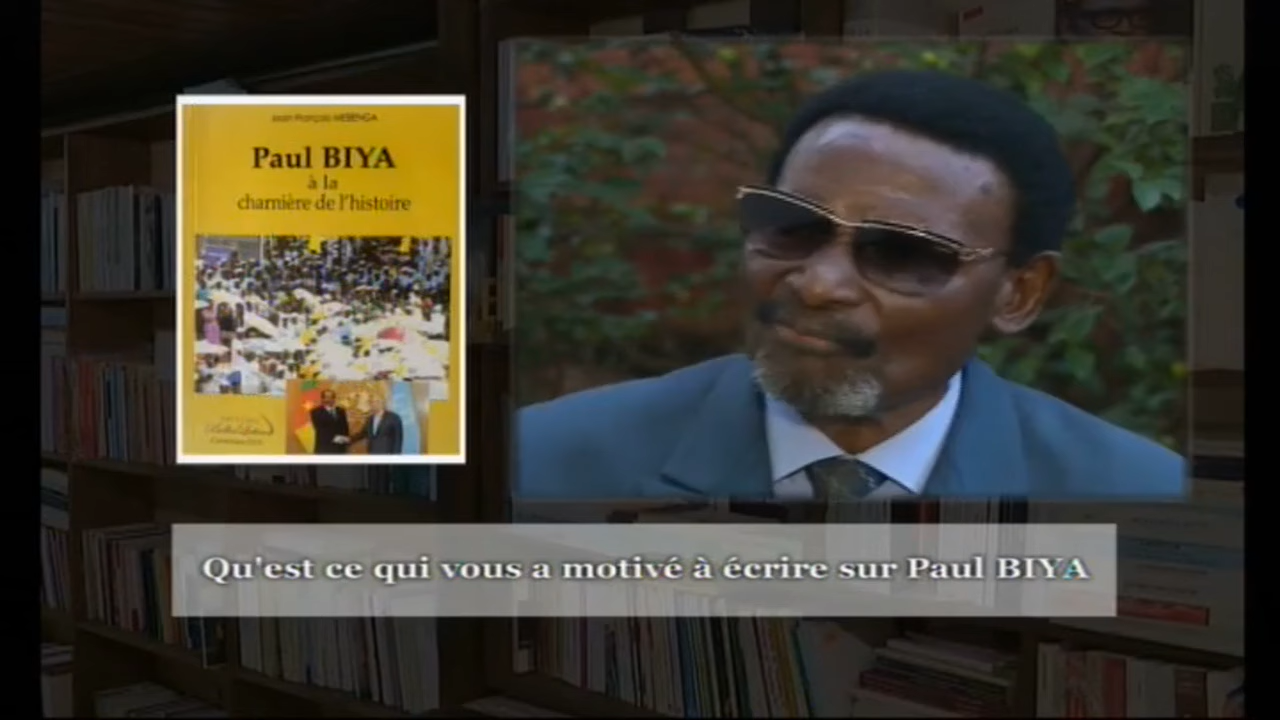 Jean François MEBENGA
Paul BIYA
à la
charnière de l'histoire
Qu'est ce qui vous a motivé à écrire sur Paul BIYA